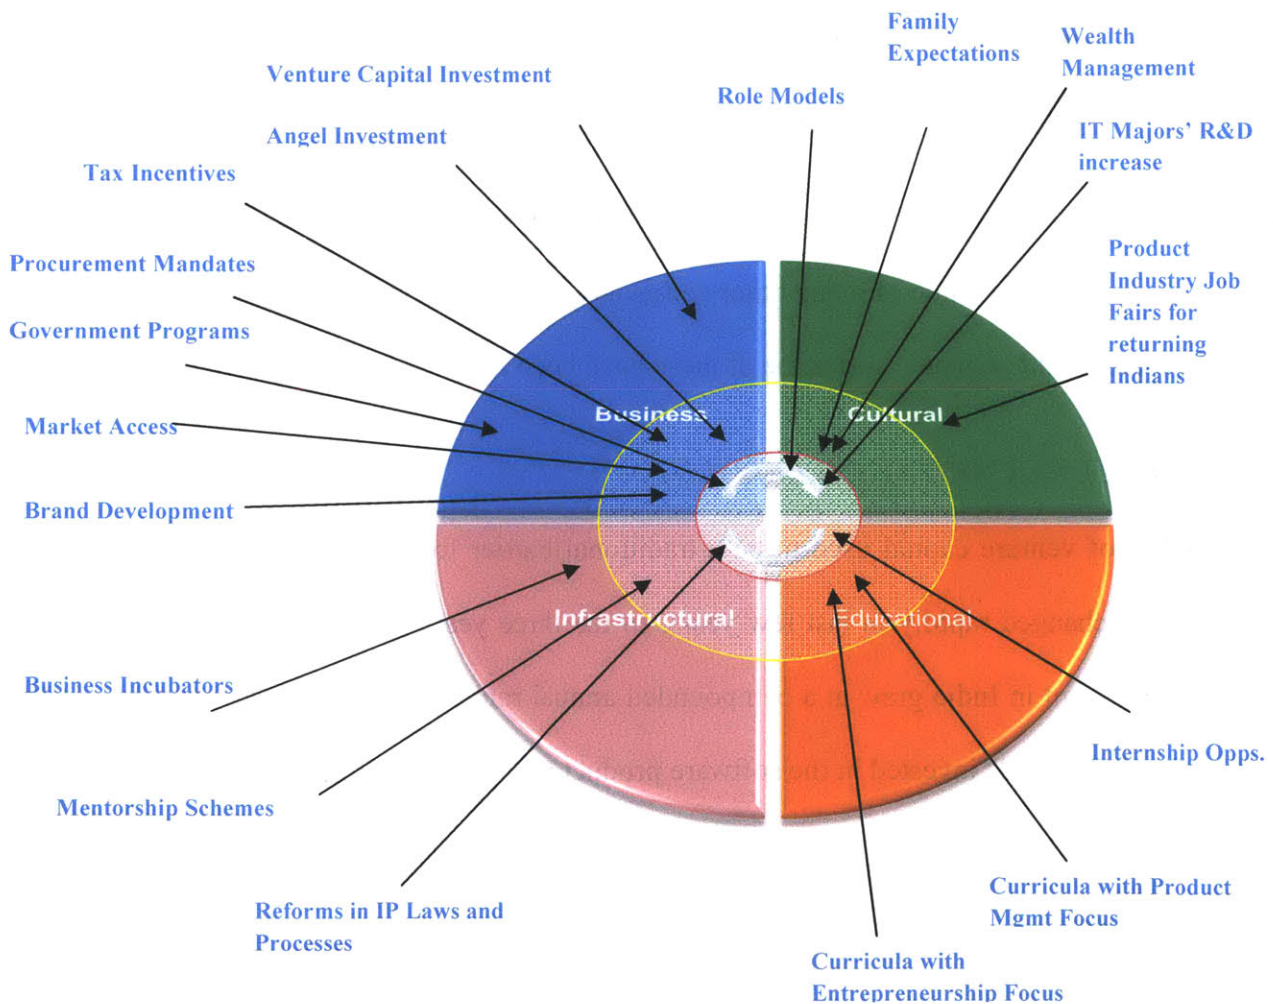 Family
Expectations
Wealth
Management
Venture Capital Investment
Role Models
Angel Investment
IT Majors' R&D
increase
Tax Incentives
Procurement Mandates
Product
Industry Job
Fairs for
returning
Indians
Government Programs
Business
Cultural
Market Access
Brand Development
Infrastructural
Educational
Business Incubators
Internship Opps.
Mentorship Schemes
Reforms in IP Laws and
Processes
Curricula with Product
Mgmt Focus
Curricula with
Entrepreneurship Focus